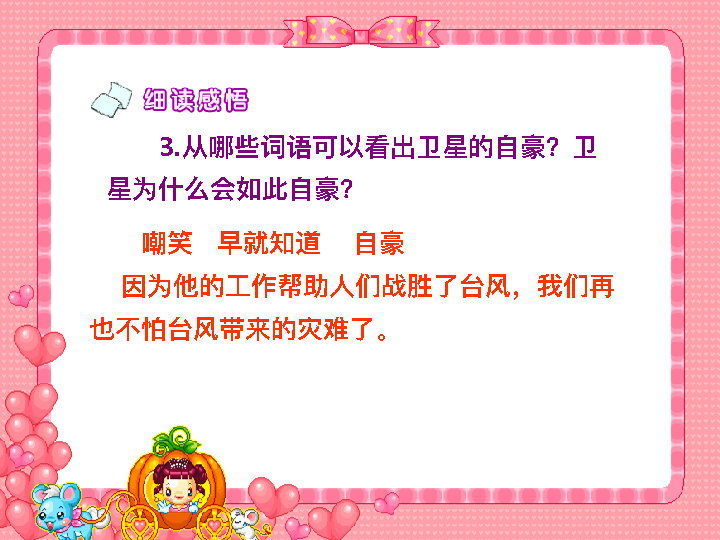 细读感悟
3.从哪些词语可以看出卫星的自豪？卫
星为什么会如此自豪？
嘲笑 早就知道 自豪
因为他的工作帮助人们战胜了台风，我们再
也不怕台风带来的灾难了。